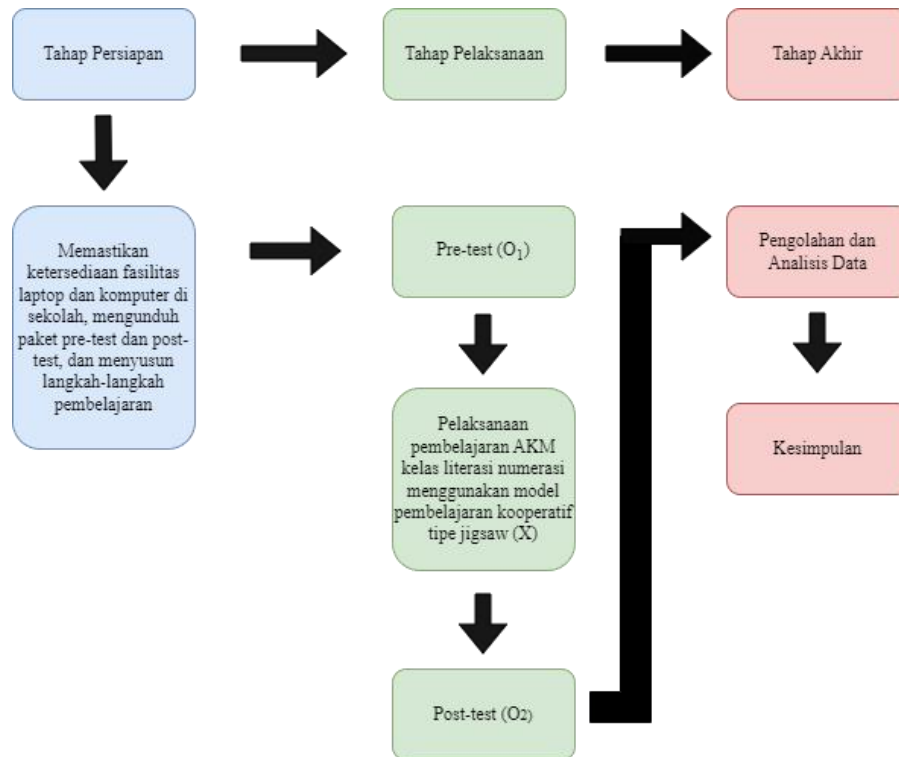 Tahap Persiapan
Tahap Pelaksanaan
Tahap Akhir
Memastikan
ketersediaan fasilitas
laptop dan komputer di
sekolah, mengunduh
paket pre-test dan post-
test, dan menyusun
langkah-langkah
pembelajaran
Pre-test (O₁)
Pelaksanaan
pembelajaran AKM
kelas literasi numerasi
menggunakan model
pembelajaran kooperatif
tipe jigsaw (X)
Post-test (O₂)
Pengolahan dan
Analisis Data
Kesimpulan